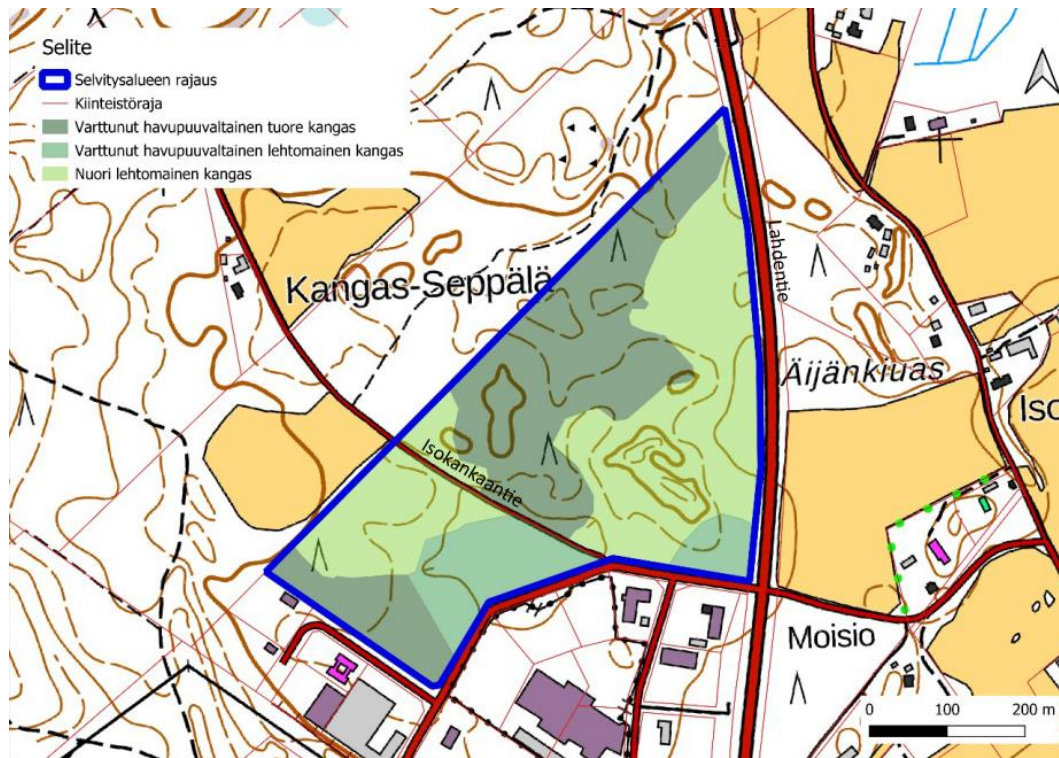 Selite
Selvitysalueen rajaus
Kiinteistöraja
Varttunut havupuuvaltainen tuore kangas
Varttunut havupuuvaltainen lehtomainen kangas
Nuori lehtomainen kangas
Kangas-Seppälä
Lahdentie
Äijänkiuas
Iso
Isokankaantie
Moisio
0 100 200 m